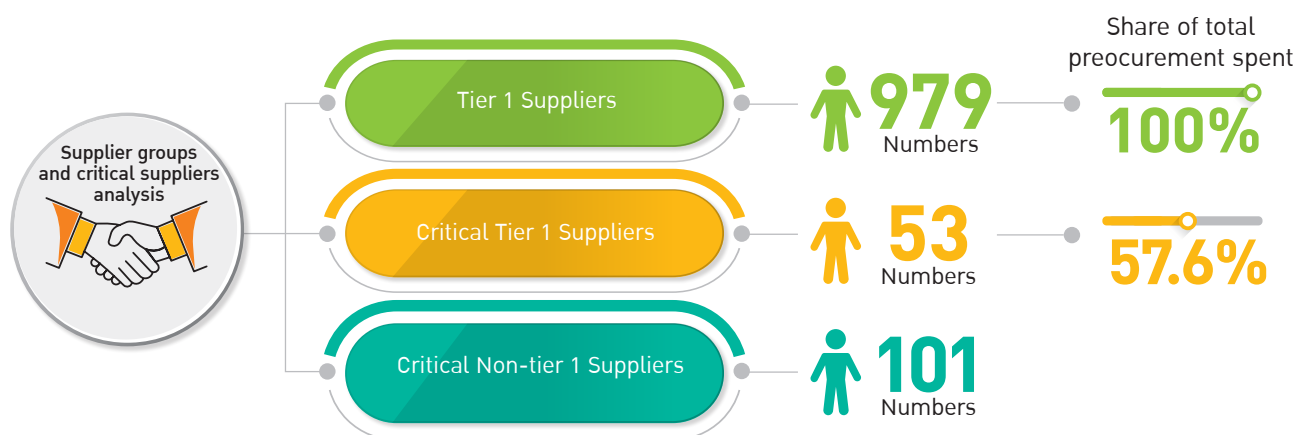 Share of total
preocurement spent
Supplier groups
and critical suppliers
analysis
Tier 1 Suppliers
979
Numbers
100%
Critical Tier 1 Suppliers
53
Numbers
57.6%
Critical Non-tier 1 Suppliers
101
Numbers